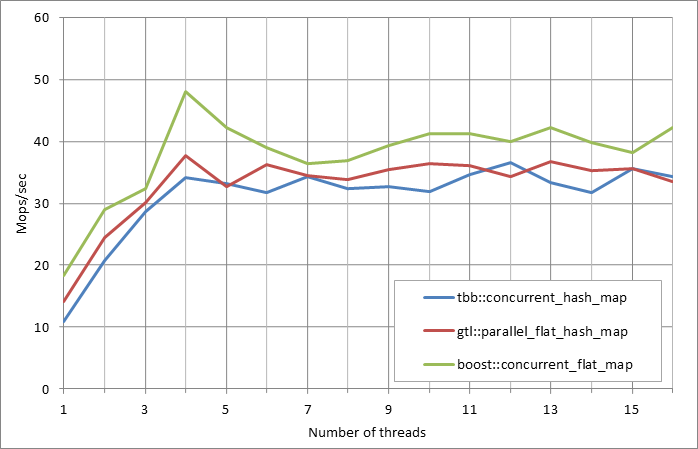 60
50
40
30
20
10
0
Mops/sec
tbb::concurrent_hash_map
gtl::parallel_flat_hash_map
boost::concurrent_flat_map
1 3 5 7 9 11 13 15
Number of threads